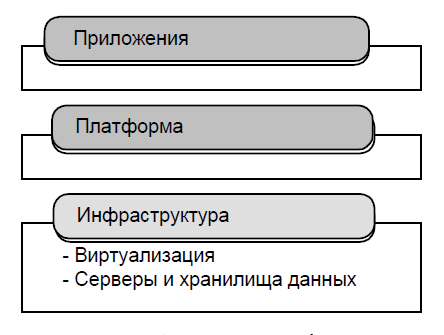 Приложения
Платформа
Инфраструктура
- Виртуализация
- Серверы и хранилища данных